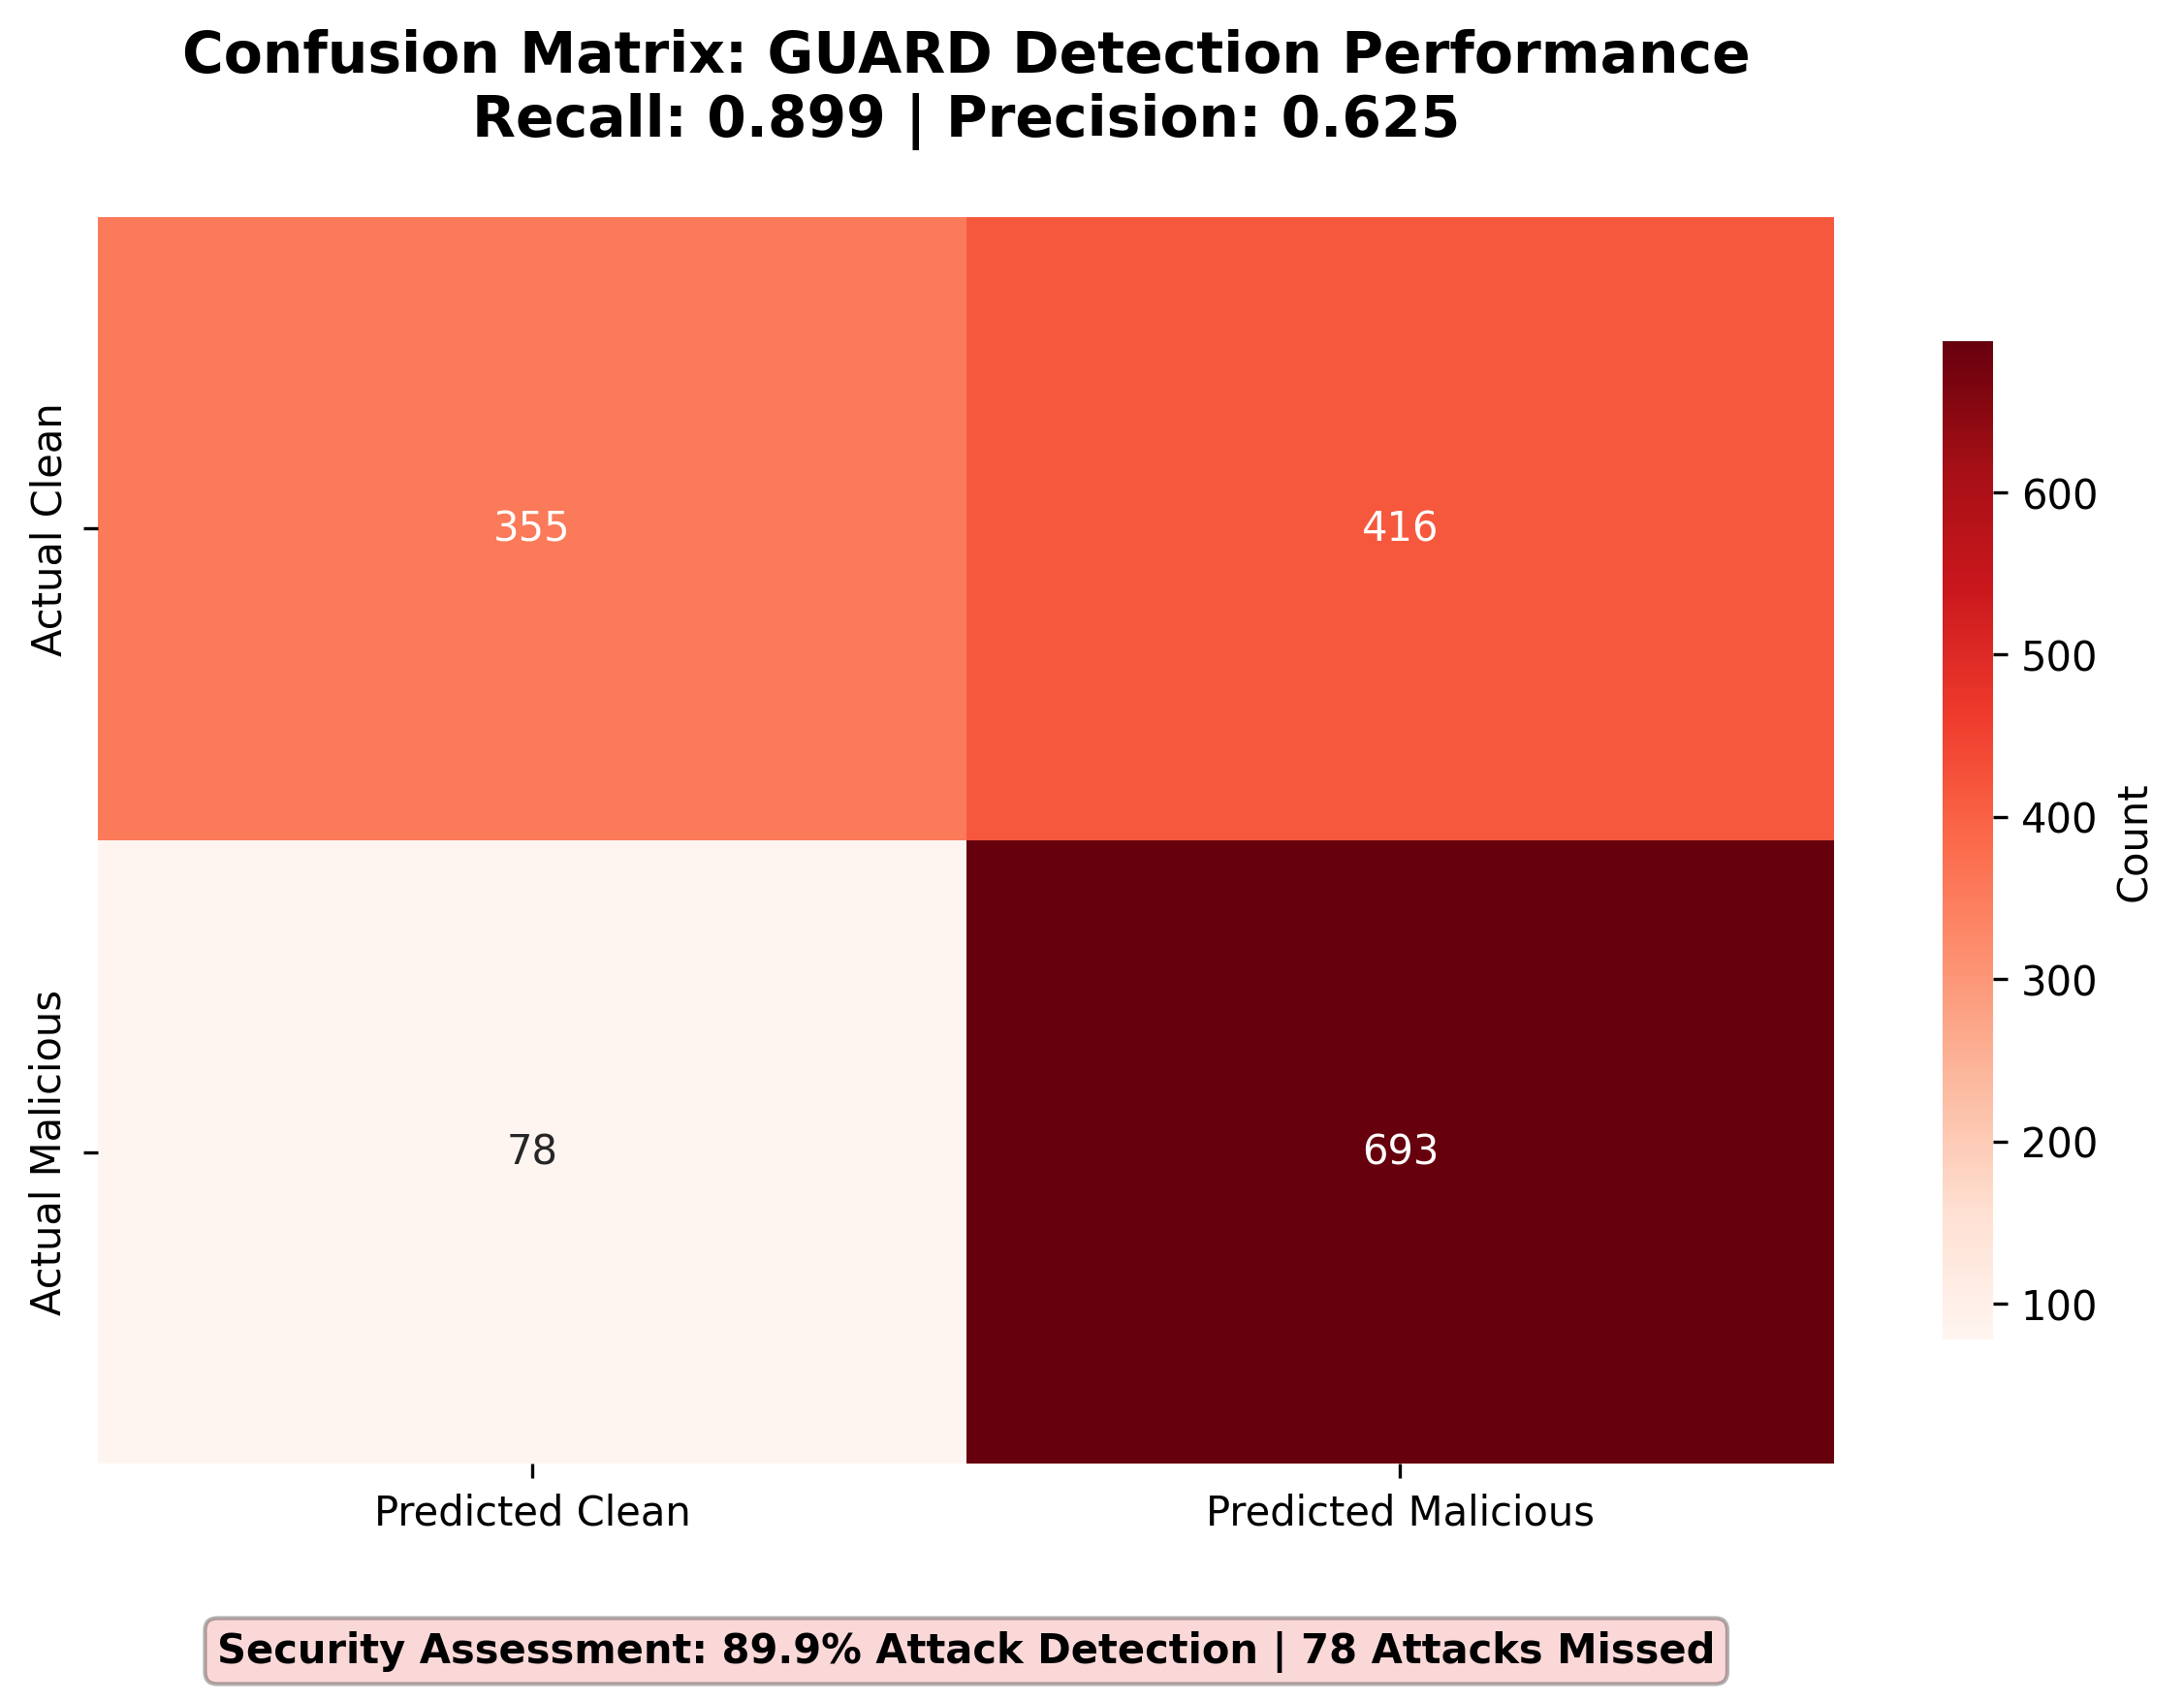 Confusion Matrix: GUARD Detection Performance
Recall: 0.899 | Precision: 0.625
Actual Clean
355
416
Actual Malicious
78
693
Predicted Clean
Predicted Malicious
600
500
400
300
200
100
Count
Security Assessment: 89.9% Attack Detection | 78 Attacks Missed